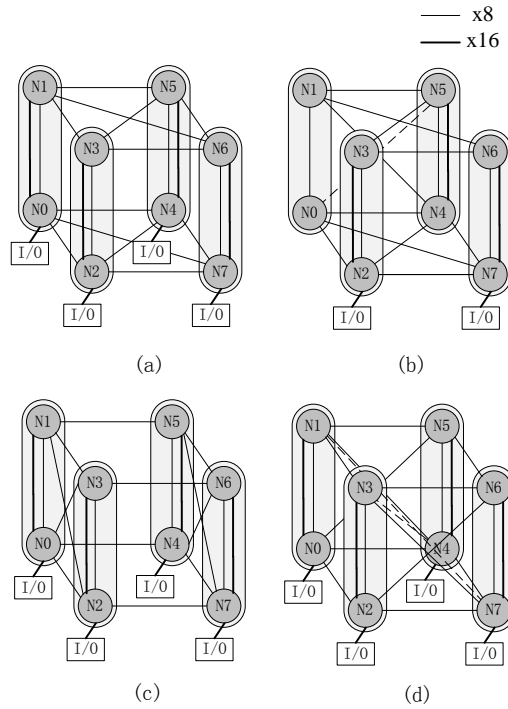 x8
x16
N1 N5 N1 N5
N3 N6 N3 N6
N0 N4 N0 N4
I/O I/O
N2 N7 N2 N7
I/O I/O I/O I/O
(a) (b)
N1 N5 N1 N5
N3 N6 N3 N6
N0 N4 N0 N4
I/O I/O I/O I/O
N2 N7 N2 N7
I/O I/O I/O I/O
(c) (d)